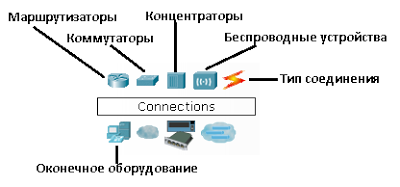 Маршрутизаторы
Концентраторы
Коммутаторы
Беспроводные устройства
Тип соединения
Connections
Оконечное оборудование